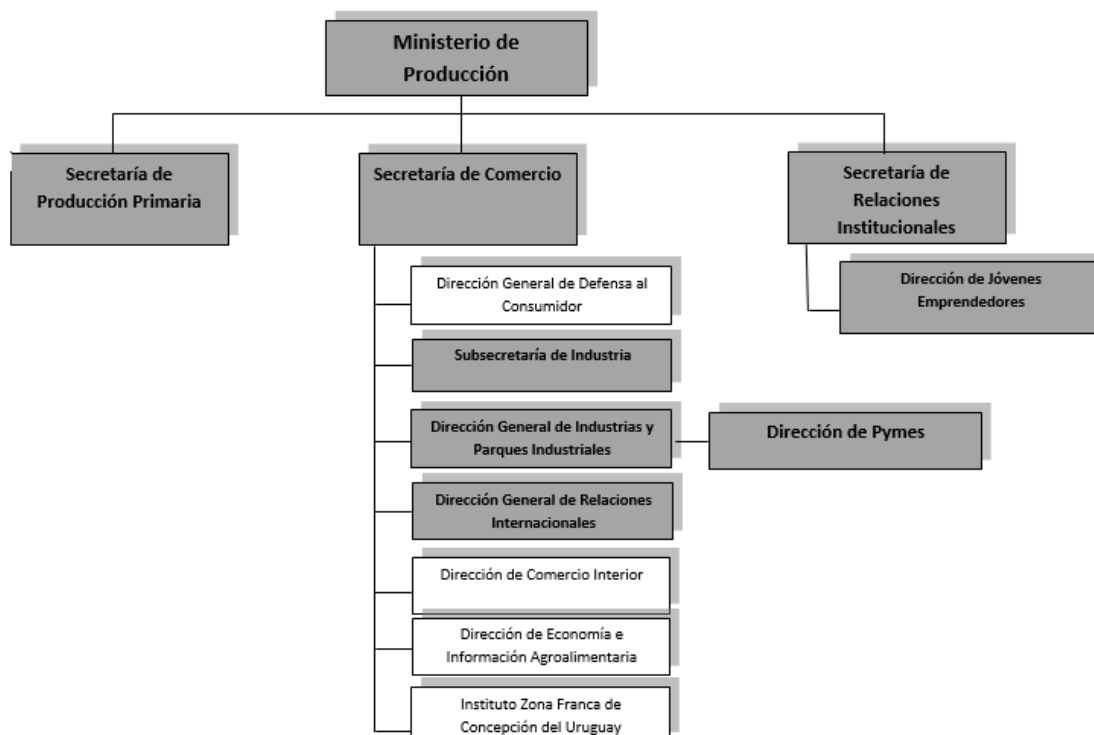 Ministerio de
Producción
Secretaría de
Producción Primaria
Secretaría de Comercio
Secretaría de
Relaciones
Institucionales
Dirección General de Defensa al
Consumidor
Dirección de Jóvenes
Emprendedores
Subsecretaría de Industria
Dirección General de Industrias y
Parques Industriales
Dirección de Pymes
Dirección General de Relaciones
Internacionales
Dirección de Comercio Interior
Dirección de Economía e
Información Agroalimentaria
Instituto Zona Franca de
Concepción del Uruguay